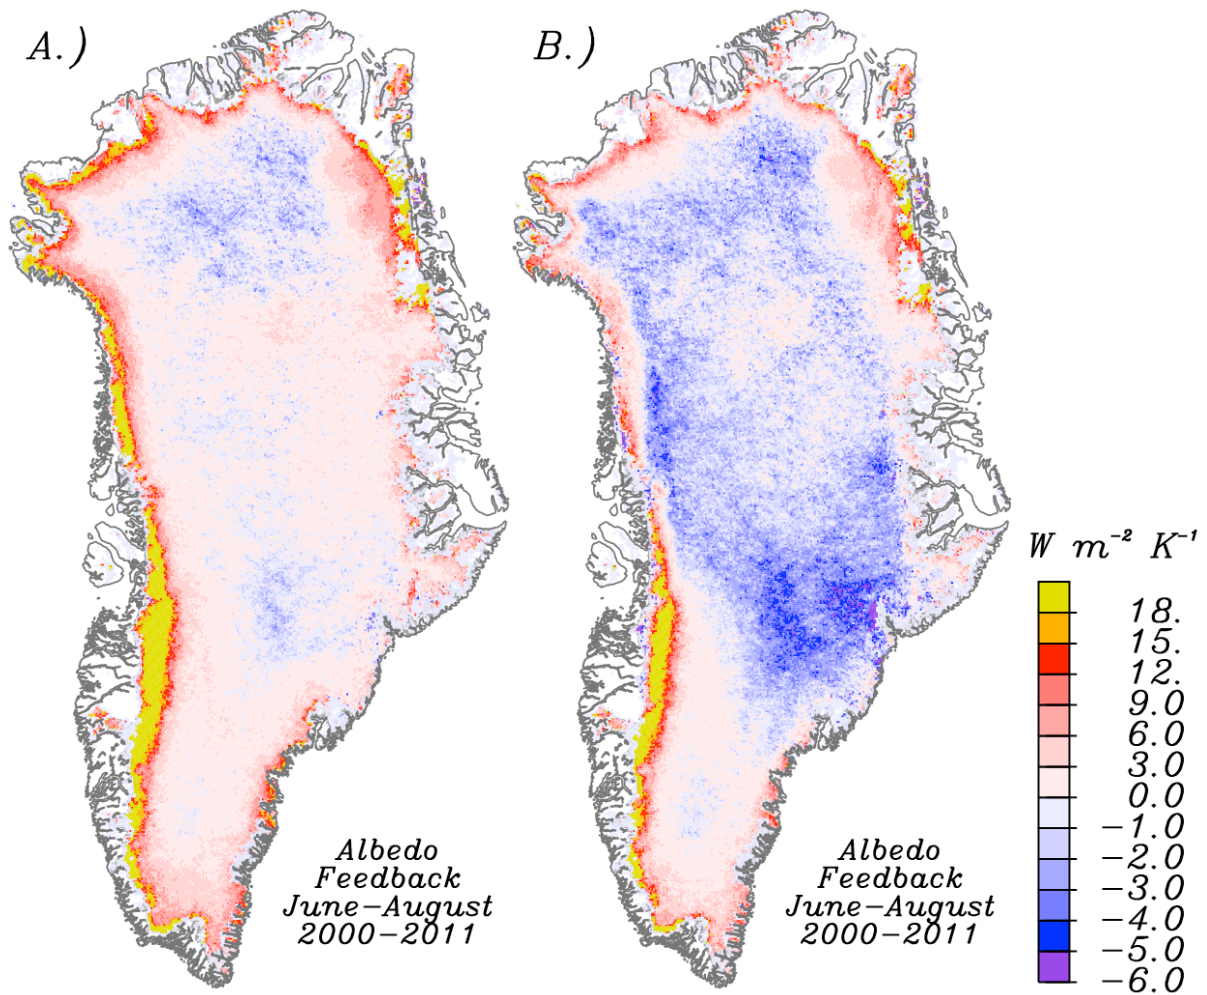 A.)
B.)
W m⁻² K⁻¹
18.
15.
12.
9.0
6.0
3.0
0.0
−1.0
−2.0
−3.0
−4.0
−5.0
−6.0
Albedo
Feedback
June−August
2000−2011
Albedo
Feedback
June−August
2000−2011